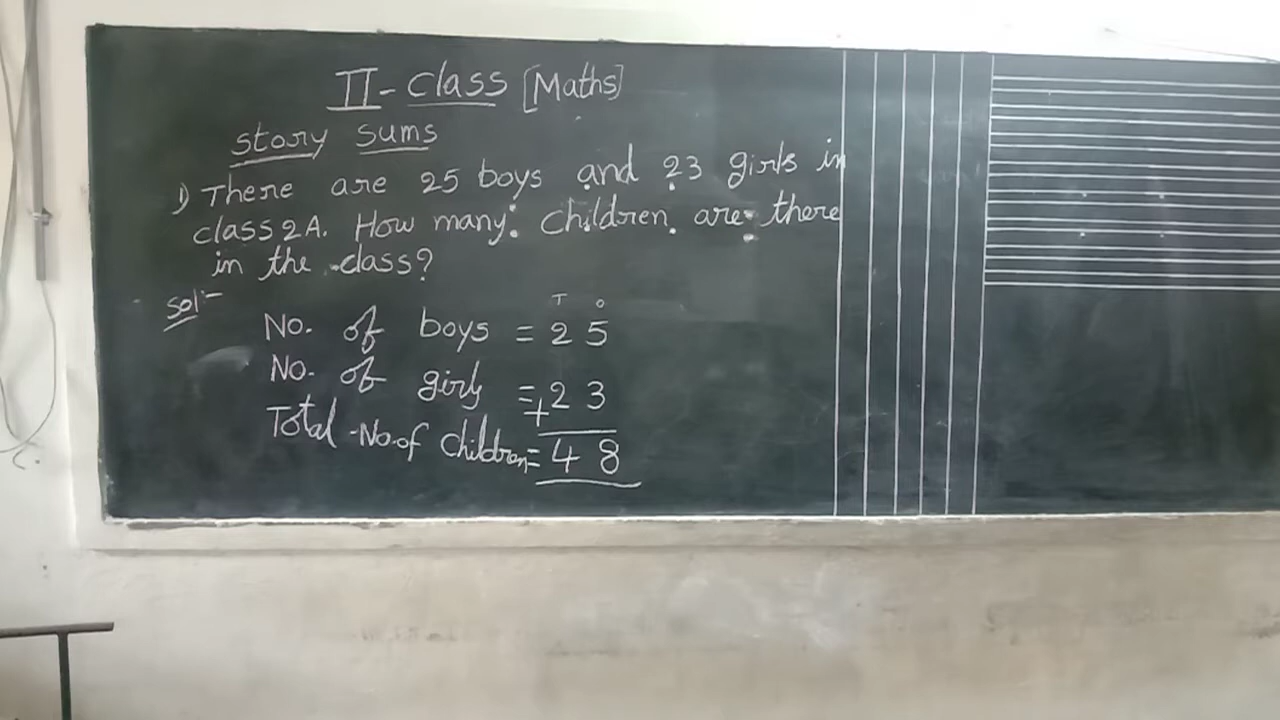 II - Class [Maths]
Story Sums
1) There are 25 boys and 23 girls in
class 2A. How many children are there
in the class?
Sol:-
T O
No. of boys = 2 5
No. of girls = 2 3
+
Total No. of Children = 4 8